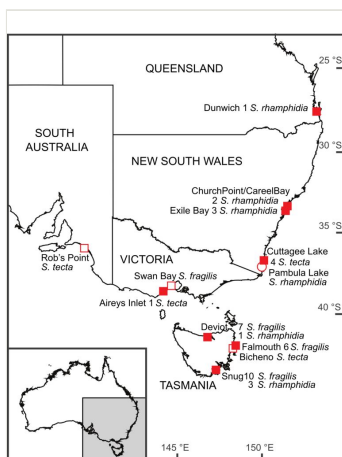 25 °S
QUEENSLAND
Dunwich 1 S. rhamphidia
30 °S
SOUTH
AUSTRALIA
NEW SOUTH WALES
ChurchPoint/CareelBay
2 S. rhamphidia
Exile Bay 3 S. rhamphidia
35 °S
Rob's Point
S. tecta
VICTORIA
Swan Bay S. fragilis
Aireys Inlet 1 S. tecta
Cuttagee Lake
4 S. tecta
Pambula Lake
S. rhamphidia
40 °S
Deviot 7 S. fragilis
1 S. rhamphidia
Falmouth 6 S. fragilis
Bicheno S. tecta
Snug10 S. fragilis
3 S. rhamphidia
TASMANIA
145 °E
150 °E